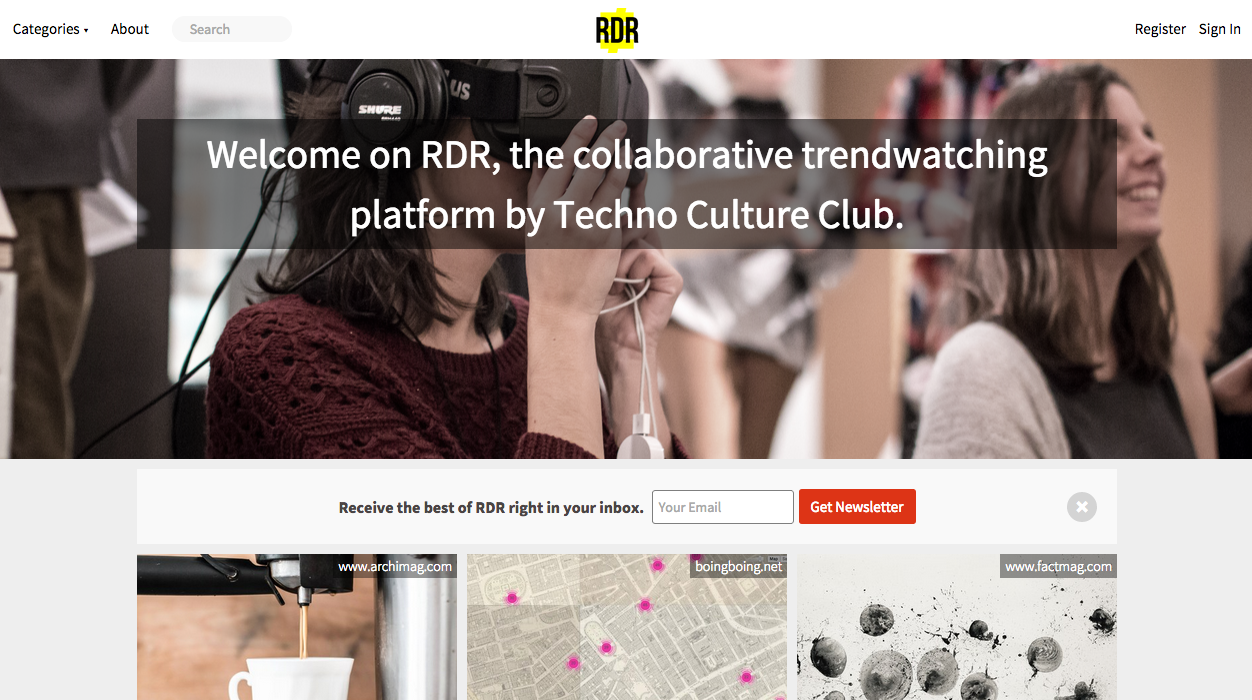 Categories ▾ About Search RDR Register Sign In
SHURE
US
Welcome on RDR, the collaborative trendwatching
platform by Techno Culture Club.
Receive the best of RDR right in your inbox. Your Email Get Newsletter
www.archimag.com boingboing.net www.factmag.com